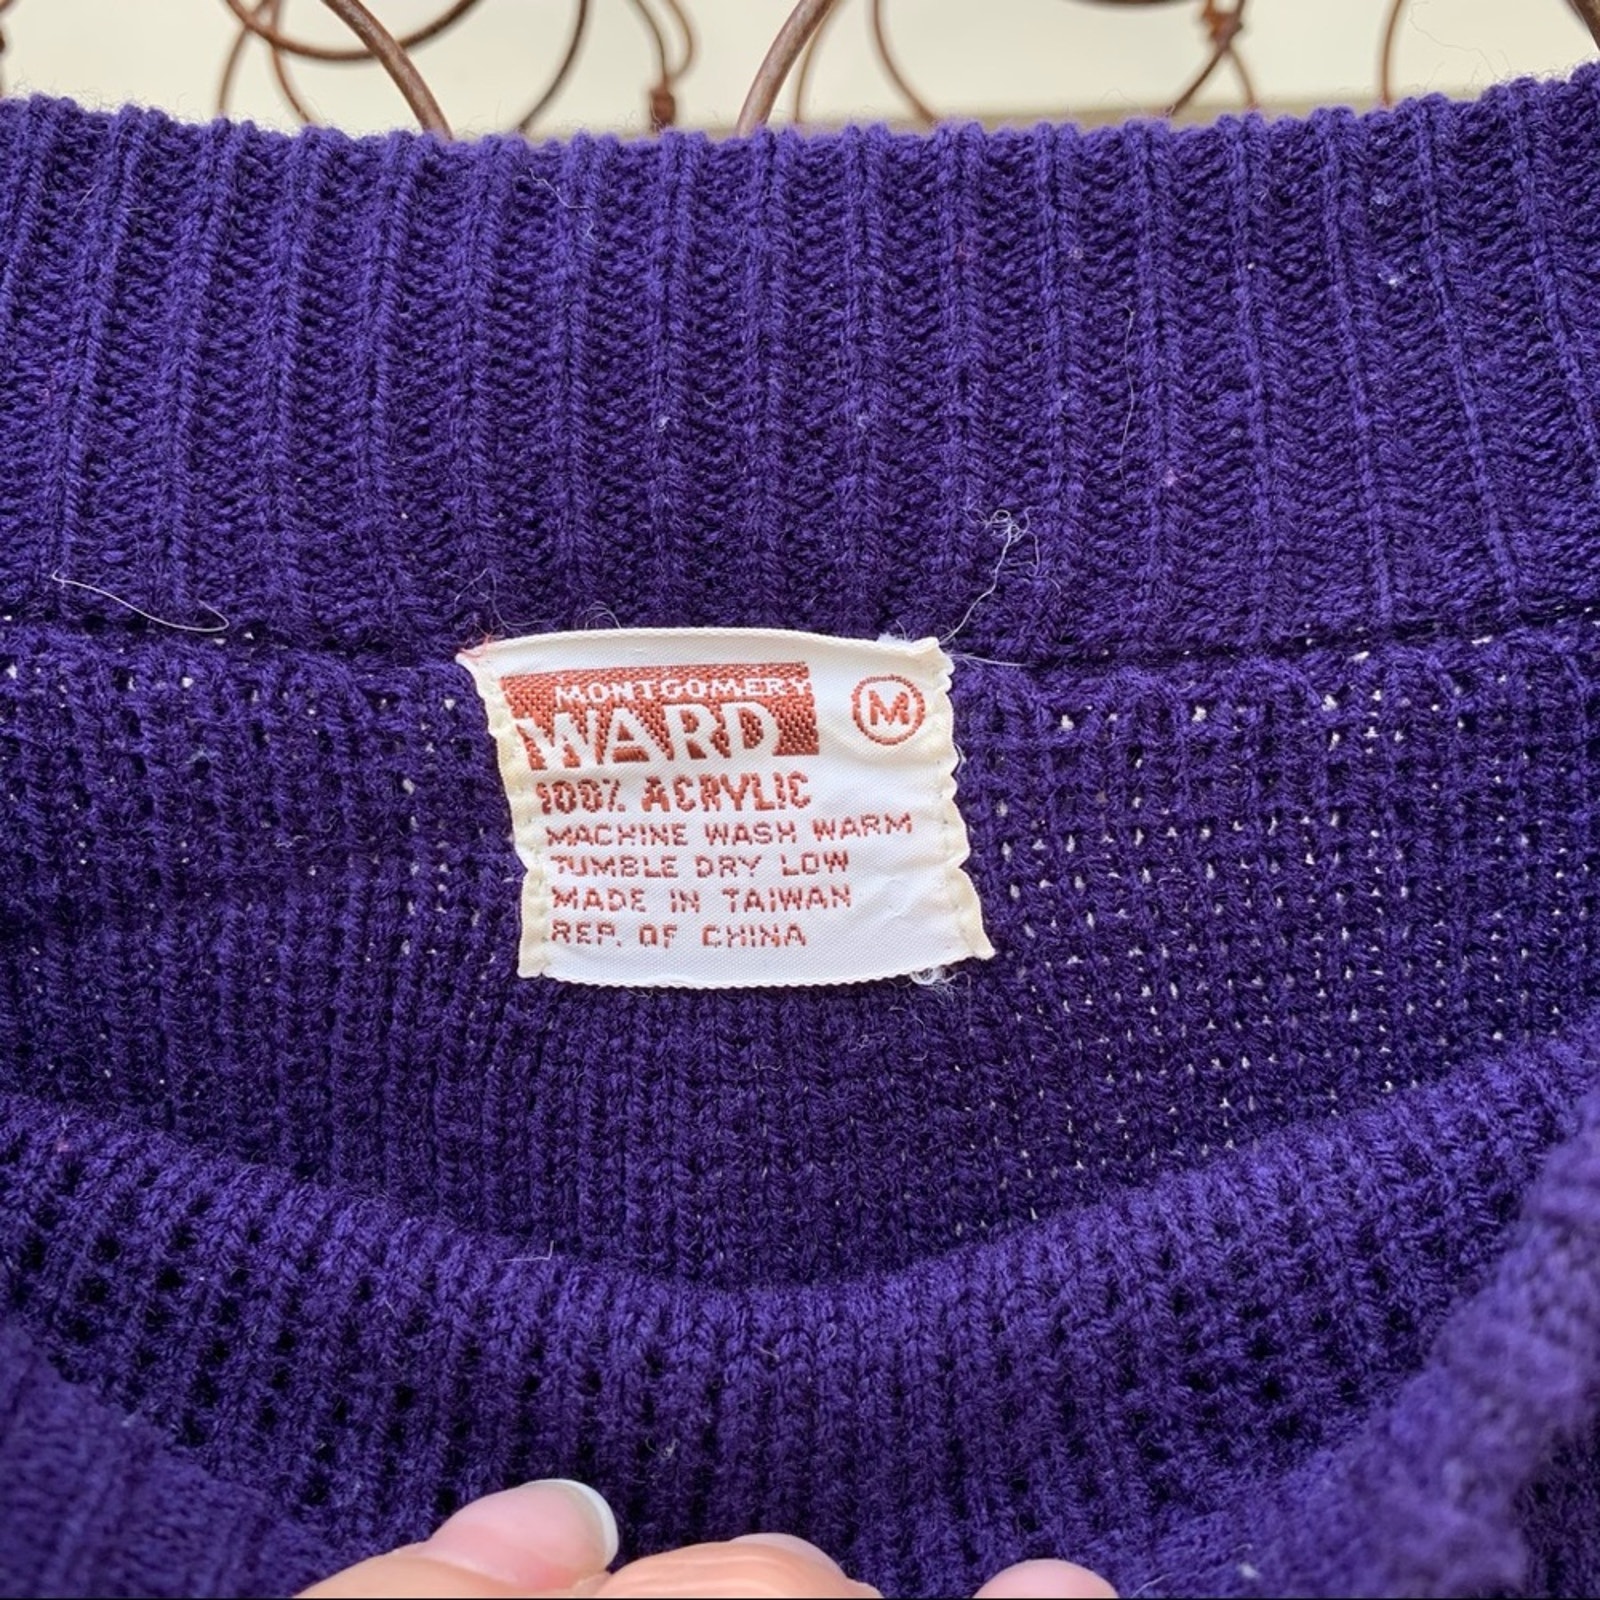 MONTGOMERY
WARD
M
100% ACRYLIC
MACHINE WASH WARM
TUMBLE DRY LOW
MADE IN TAIWAN
REP. OF CHINA